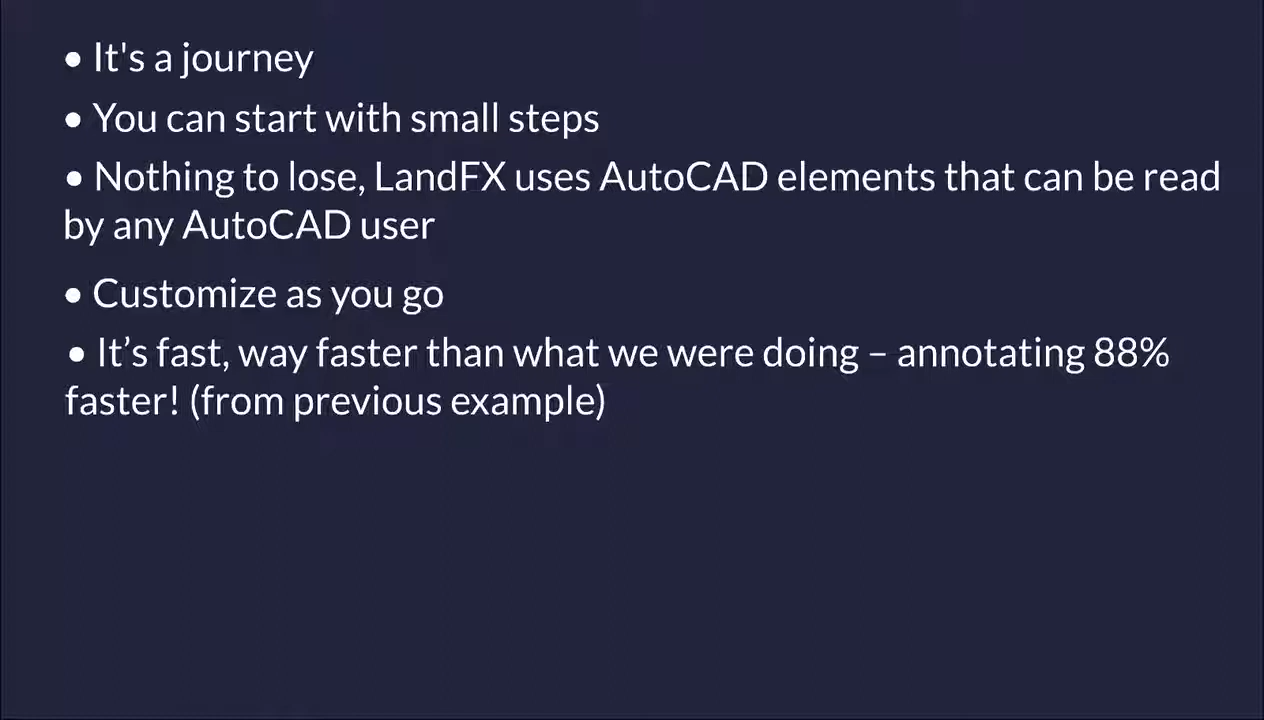 • It's a journey
• You can start with small steps
• Nothing to lose, LandFX uses AutoCAD elements that can be read
by any AutoCAD user
• Customize as you go
• It’s fast, way faster than what we were doing – annotating 88%
faster! (from previous example)